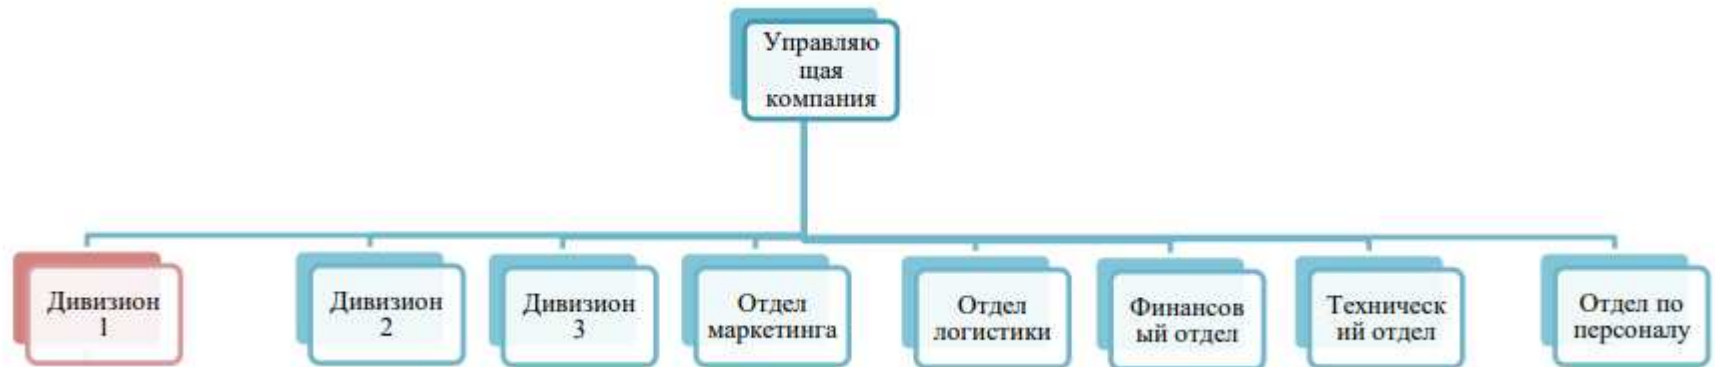 Управляю
щая
компания
Дивизион
1
Дивизион
2
Дивизион
3
Отдел
маркетинга
Отдел
логистики
Финансов
ый отдел
Техническ
ий отдел
Отдел по
персоналу